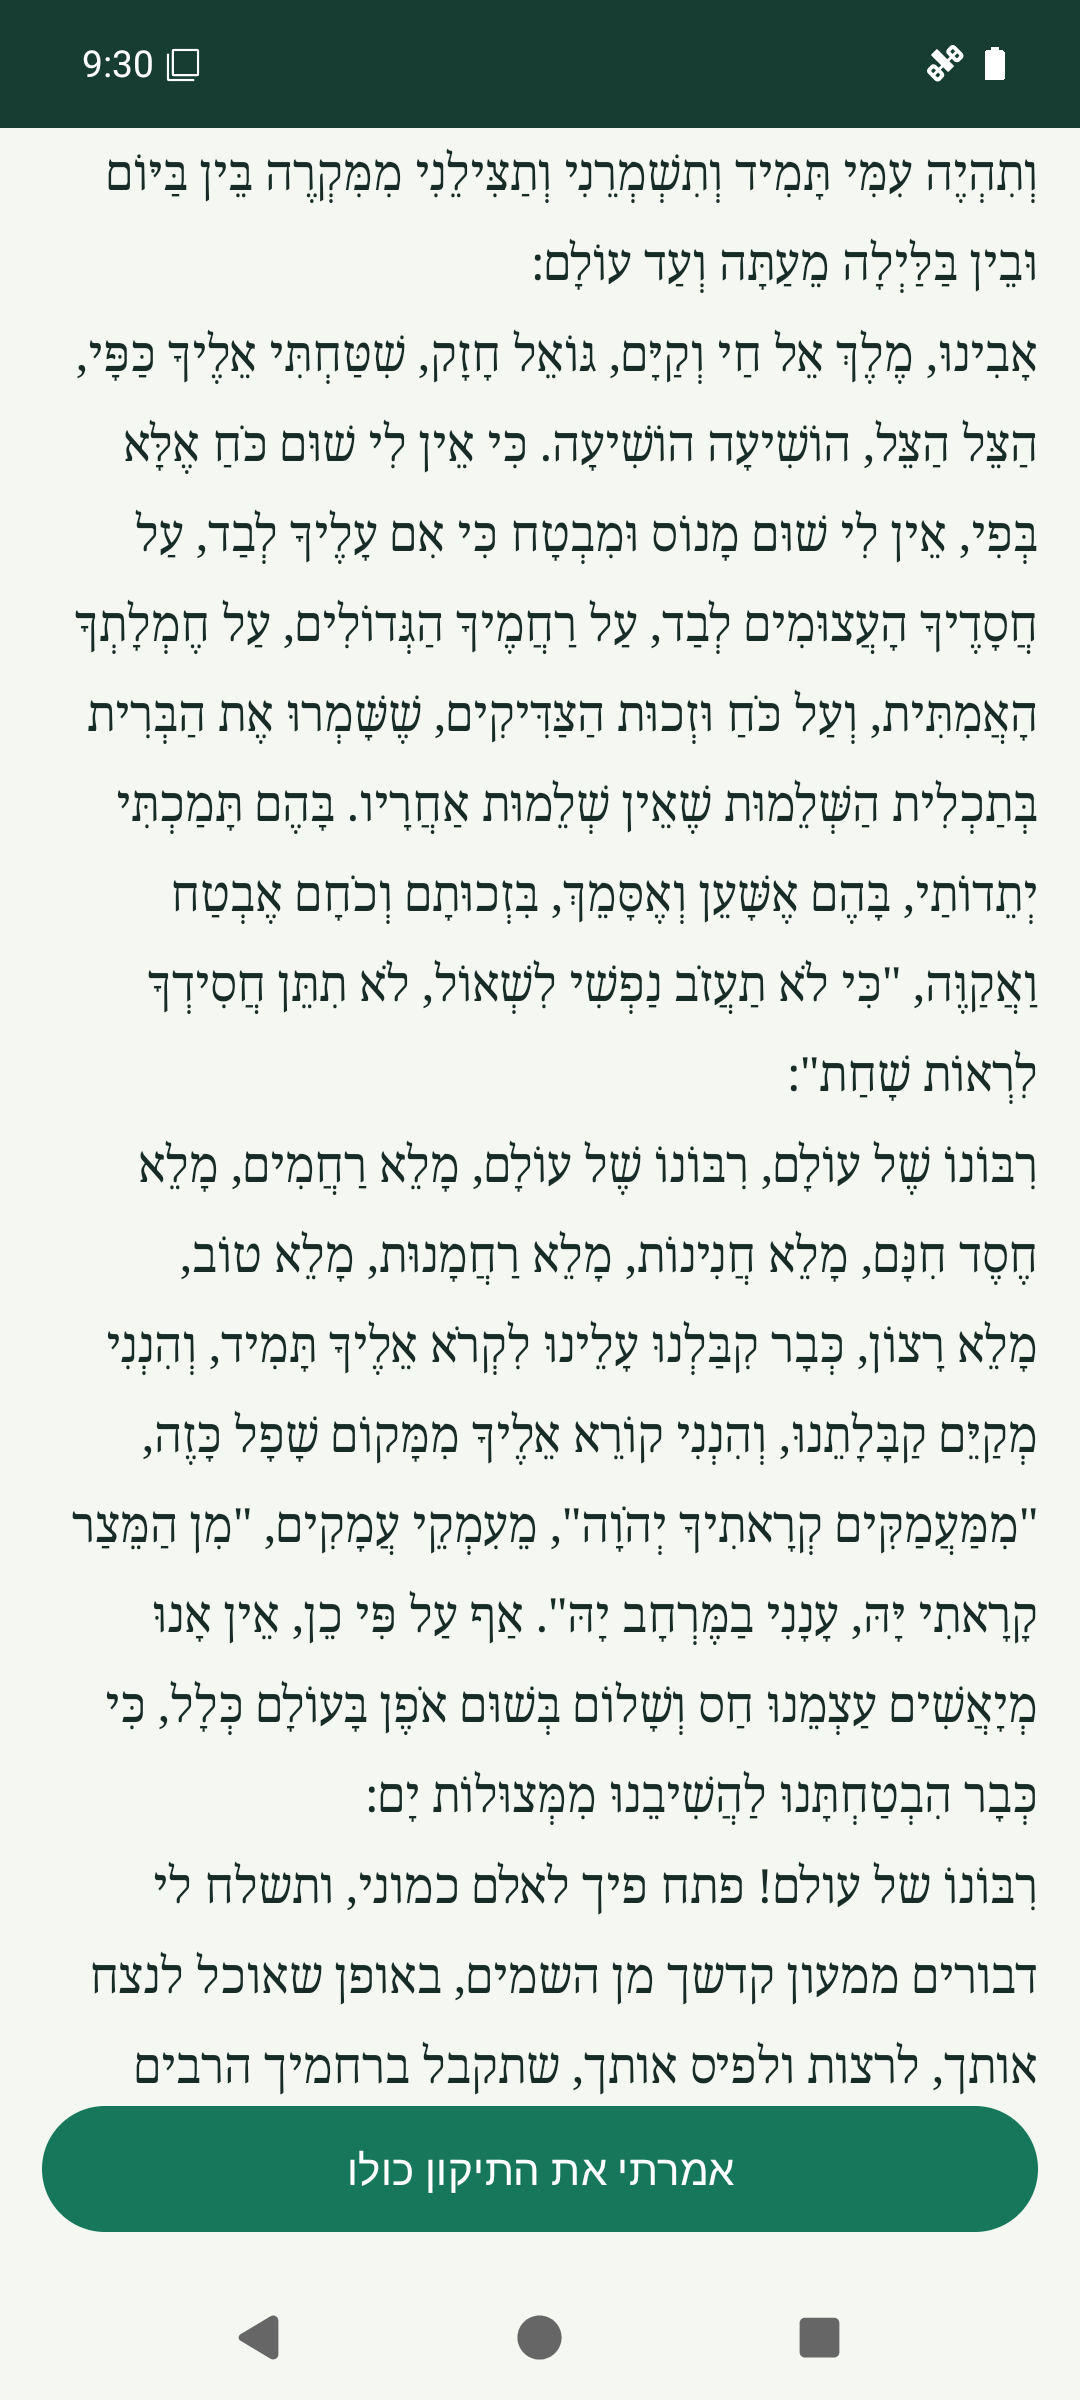 9:30
וְתִהְיֶה עִמִּי תָּמִיד וְתִשְׁמְרֵנִי וְתַצִּילֵנִי מִמִּקְרֶה בֵּין בַּיּוֹם
וּבֵין בַּלַּיְלָה מֵעַתָּה וְעַד עוֹלָם:
אָבִינוּ, מֶלֶךְ אֵל חַי וְקַיָּם, גּוֹאֵל חָזָק, שִׁטַּחְתִּי אֵלֶיךָ כַּפָּי,
הַצֵּל הַצֵּל, הוֹשִׁיעָה הוֹשִׁיעָה. כִּי אֵין לִי שׁוּם כֹּחַ אֶלָּא
בְּפִי, אֵין לִי שׁוּם מָנוֹס וּמִבְטָח כִּי אִם עָלֶיךָ לְבַד, עַל
חֲסָדֶיךָ הָעֲצוּמִים לְבַד, עַל רַחֲמֶיךָ הַגְּדוֹלִים, עַל חֶמְלָתְךָ
הָאֲמִתִּית, וְעַל כֹּחַ וּזְכוּת הַצַּדִּיקִים, שֶׁשָּׁמְרוּ אֶת הַבְּרִית
בְּתַכְלִית הַשְּׁלֵמוּת שֶׁאֵין שְׁלֵמוּת אַחֲרָיו. בָּהֶם תָּמַכְתִּי
יְתֵדוֹתַי, בָּהֶם אֶשָּׁעֵן וְאֶסָּמֵךְ, בִּזְכוּתָם וְכֹחָם אֶבְטַח
וַאֲקַוֶּה, "כִּי לֹא תַעֲזֹב נַפְשִׁי לִשְׁאוֹל, לֹא תִתֵּן חֲסִידְךָ
לִרְאוֹת שָׁחַת":
רִבּוֹנוֹ שֶׁל עוֹלָם, רִבּוֹנוֹ שֶׁל עוֹלָם, מָלֵא רַחֲמִים, מָלֵא
חֶסֶד חִנָּם, מָלֵא חֲנִינוֹת, מָלֵא רַחֲמָנוּת, מָלֵא טוֹב,
מָלֵא רָצוֹן, כְּבָר קִבַּלְנוּ עָלֵינוּ לִקְרֹא אֵלֶיךָ תָּמִיד, וְהִנְנִי
מְקַיֵּם קַבָּלָתֵנוּ, וְהִנְנִי קוֹרֵא אֵלֶיךָ מִמָּקוֹם שָׁפָל כָּזֶה,
"מִמַּעֲמַקִּים קְרָאתִיךָ יְהֹוָה", מֵעִמְקֵי עֲמָקִים, "מִן הַמֵּצַר
קָרָאתִי יָּהּ, עָנָנִי בַמֶּרְחָב יָהּ". אַף עַל פִּי כֵן, אֵין אָנוּ
מְיָאֲשִׁים עַצְמֵנוּ חַס וְשָׁלוֹם בְּשׁוּם אֹפֶן בָּעוֹלָם כְּלָל, כִּי
כְּבָר הִבְטַחְתָּנוּ לַהֲשִׁיבֵנוּ מִמְּצוּלוֹת יָם:
רִבּוֹנוֹ של עולם! פתח פיך לאלם כמוני, ותשלח לי
דבורים ממעון קדשך מן השמים, באופן שאוכל לנצח
אותך, לרצות ולפיס אותך, שתקבל ברחמיך הרבים
אמרתי את התיקון כולו